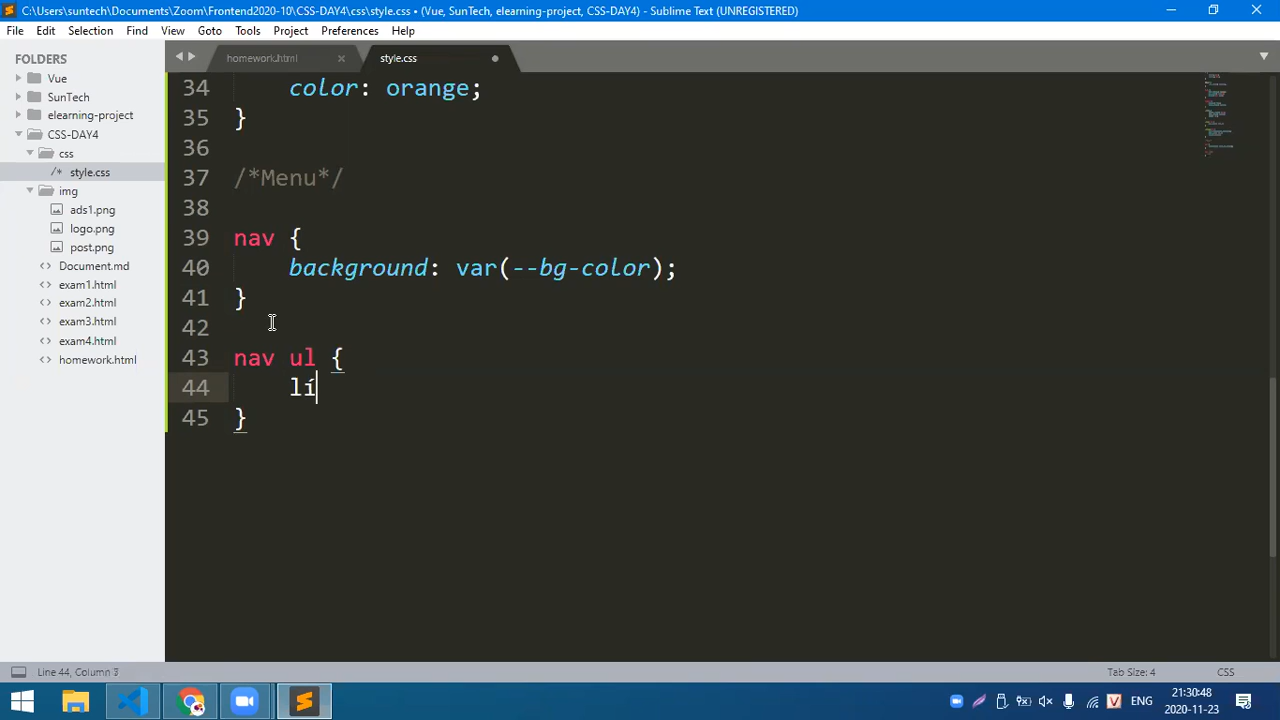 C:\Users\suntech\Documents\Zoom\Frontend2020-10\CSS-DAY4\css\style.css • (Vue, SunTech, elearning-project, CSS-DAY4) - Sublime Text (UNREGISTERED)
File Edit Selection Find View Goto Tools Project Preferences Help
FOLDERS
Vue
SunTech
elearning-project
CSS-DAY4
css
/* style.css
img
ads1.png
logo.png
post.png
<> Document.md
<> exam1.html
<> exam2.html
<> exam3.html
<> exam4.html
<> homework.html
homework.html × style.css •
34 color: orange;
35 }
36
37 /*Menu*/
38
39 nav {
40 background: var(--bg-color);
41 }
42
43 nav ul {
44 lí
45 }
Line 44, Column 3 Tab Size: 4 CSS
V ENG
21:30:48
2020-11-23